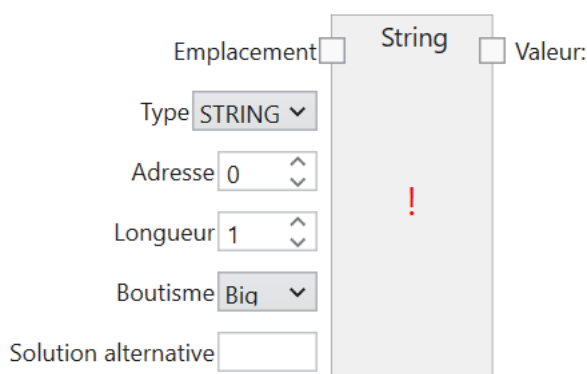 Emplacement String Valeur:
Type STRING
Adresse 0
!
Longueur 1
Boutisme Big
Solution alternative